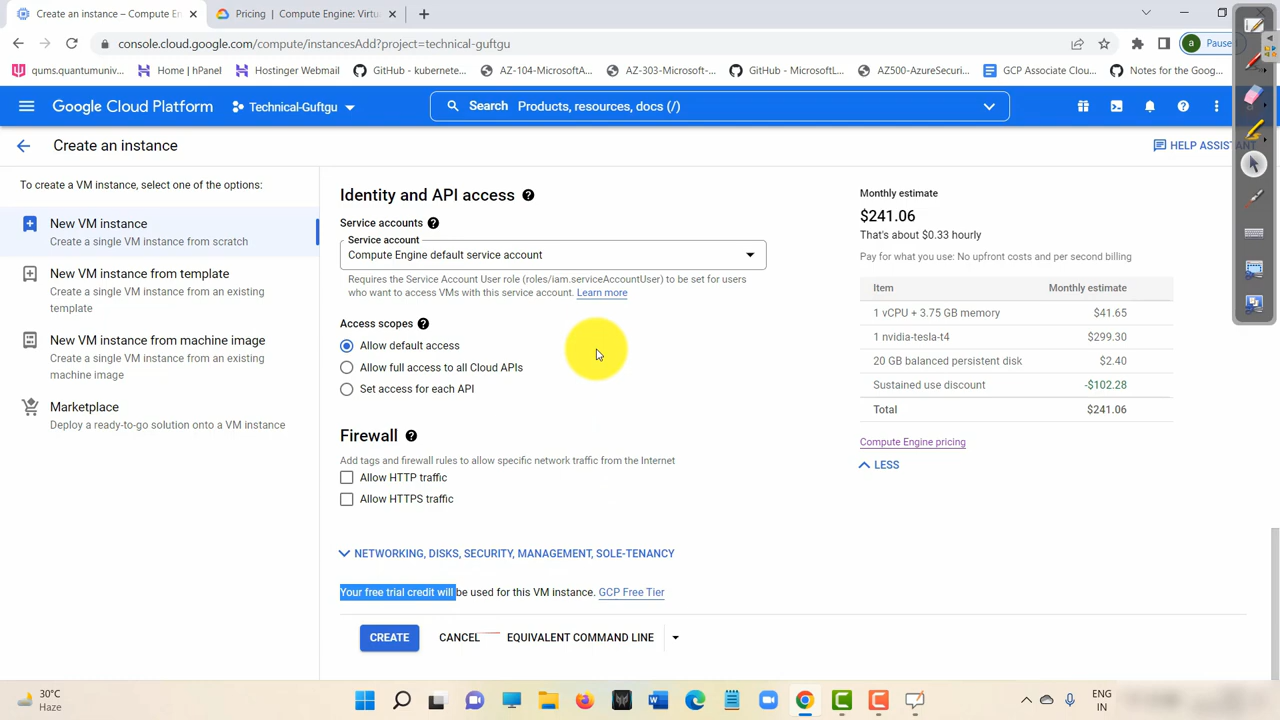 Create an instance – Compute En
Pricing | Compute Engine: Virtu
console.cloud.google.com/compute/instancesAdd?project=technical-guftgu
a
Paused
qums.quantumuniv...
Home | hPanel
Hostinger Webmail
GitHub - kubernete...
AZ-104-MicrosoftA...
AZ-303-Microsoft-...
GitHub - MicrosoftL...
AZ500-AzureSecuri...
GCP Associate Clou...
Notes for the Goog...
Google Cloud Platform
Technical-Guftgu
Search Products, resources, docs (/)
Create an instance
HELP ASSISTANT
To create a VM instance, select one of the options:
New VM instance
Create a single VM instance from scratch
New VM instance from template
Create a single VM instance from an existing
template
New VM instance from machine image
Create a single VM instance from an existing
machine image
Marketplace
Deploy a ready-to-go solution onto a VM instance
Identity and API access
Service accounts
Service account
Compute Engine default service account
Requires the Service Account User role (roles/iam.serviceAccountUser) to be set for users
who want to access VMs with this service account. Learn more
Access scopes
Allow default access
Allow full access to all Cloud APIs
Set access for each API
Firewall
Add tags and firewall rules to allow specific network traffic from the Internet
Allow HTTP traffic
Allow HTTPS traffic
NETWORKING, DISKS, SECURITY, MANAGEMENT, SOLE-TENANCY
Your free trial credit will be used for this VM instance. GCP Free Tier
CREATE
CANCEL
EQUIVALENT COMMAND LINE
Monthly estimate
$241.06
That's about $0.33 hourly
Pay for what you use: No upfront costs and per second billing
Item Monthly estimate
1 vCPU + 3.75 GB memory $41.65
1 nvidia-tesla-t4 $299.30
20 GB balanced persistent disk $2.40
Sustained use discount -$102.28
Total $241.06
Compute Engine pricing
LESS
30°C
Haze
ENG
IN